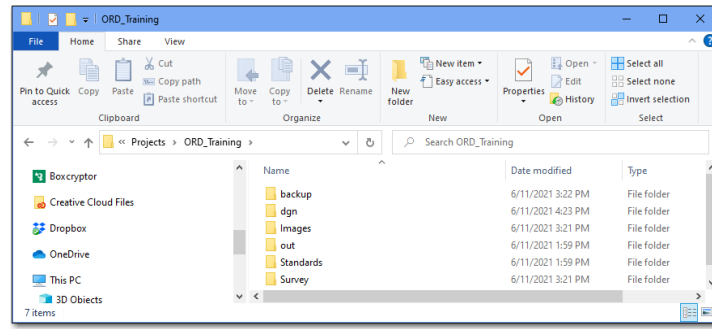 ORD_Training
File Home Share View
Pin to Quick access
Copy
Paste
Cut
Copy path
Paste shortcut
Clipboard
Move to
Copy to
Delete
Rename
Organize
New folder
New item
Easy access
New
Properties
Open
Edit
History
Open
Select all
Select none
Invert selection
Select
« Projects > ORD_Training >
Search ORD_Training
Boxcryptor
Creative Cloud Files
Dropbox
OneDrive
This PC
3D Objects
Name Date modified Type
backup 6/11/2021 3:22 PM File folder
dgn 6/11/2021 4:23 PM File folder
Images 6/11/2021 3:21 PM File folder
out 6/11/2021 1:59 PM File folder
Standards 6/11/2021 1:59 PM File folder
Survey 6/11/2021 3:21 PM File folder
7 items